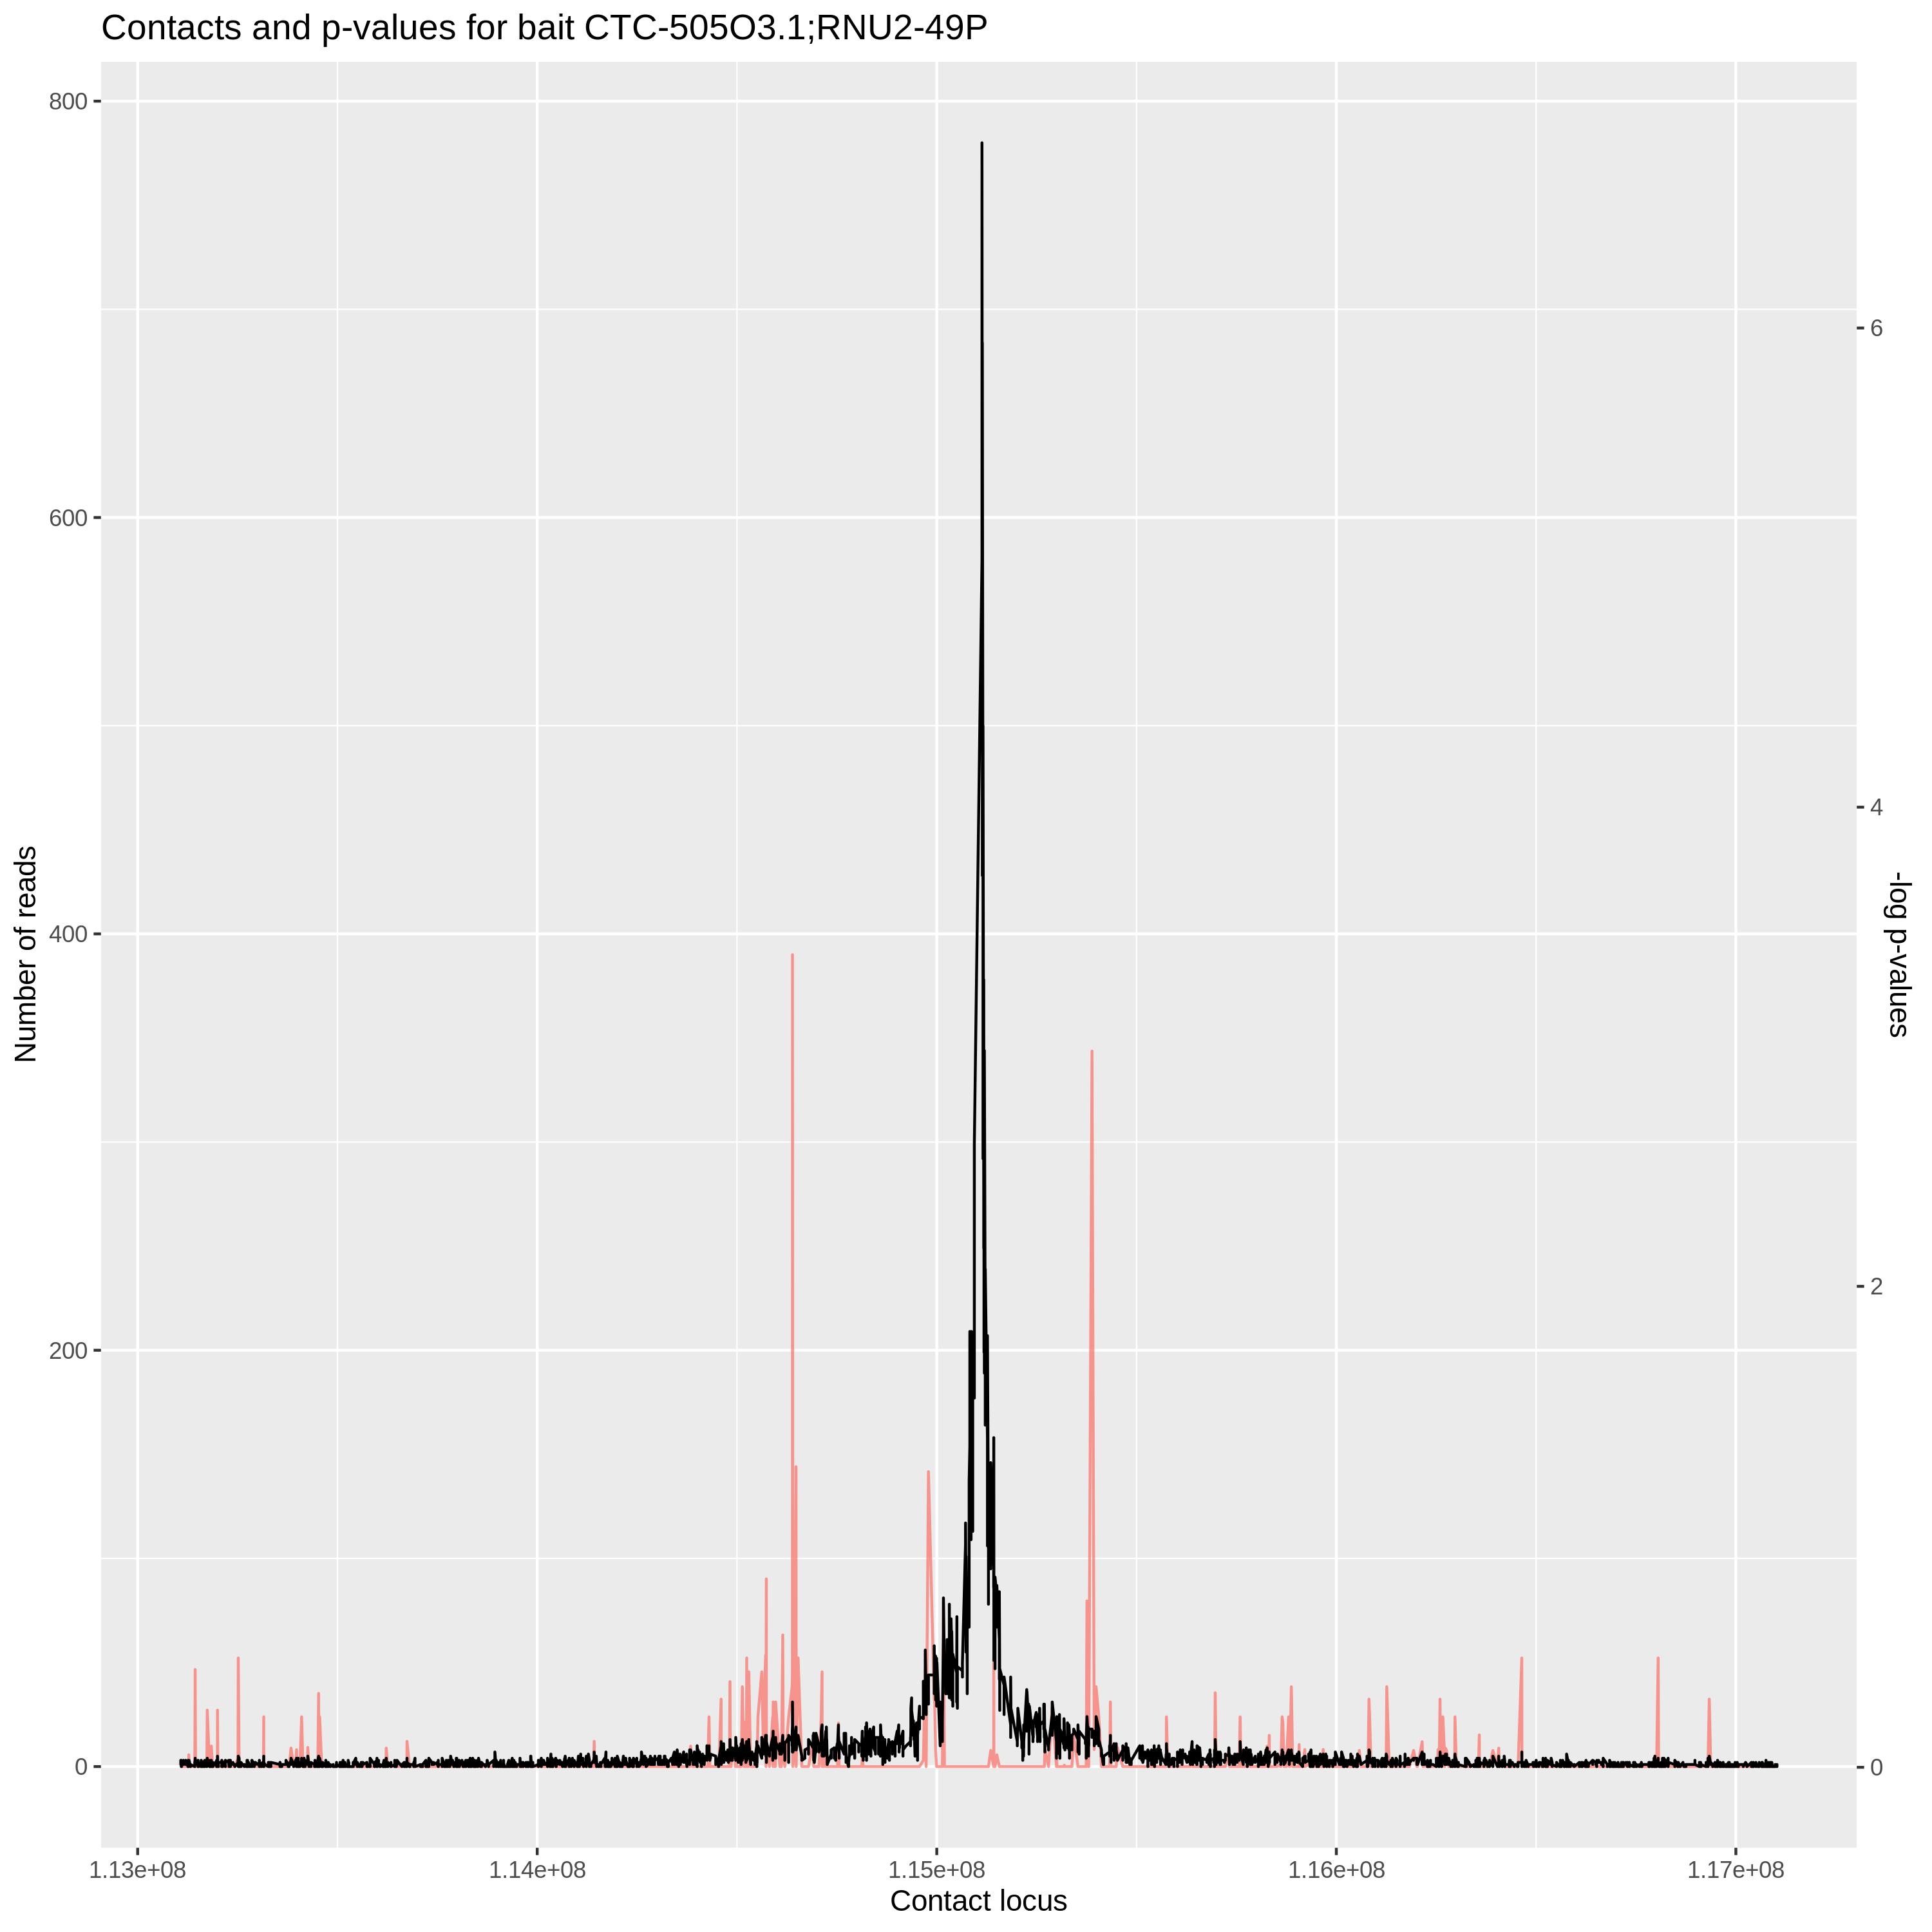 Contacts and p-values for bait CTC-505O3.1;RNU2-49P
800
600
400
200
0
Number of reads
6
4
2
0
-log p-values
1.13e+08 1.14e+08 1.15e+08 1.16e+08 1.17e+08
Contact locus